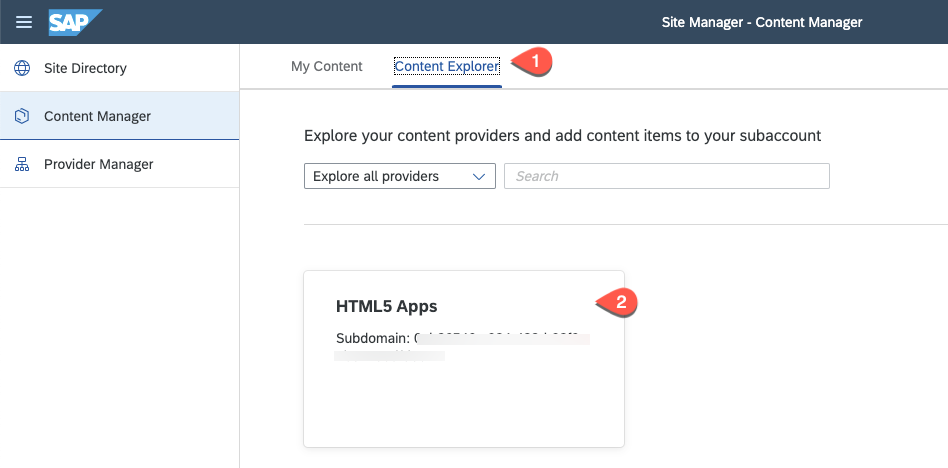 SAP
Site Manager - Content Manager
Site Directory
Content Manager
Provider Manager
My Content
Content Explorer
1
Explore your content providers and add content items to your subaccount
Explore all providers
Search
HTML5 Apps
2
Subdomain: